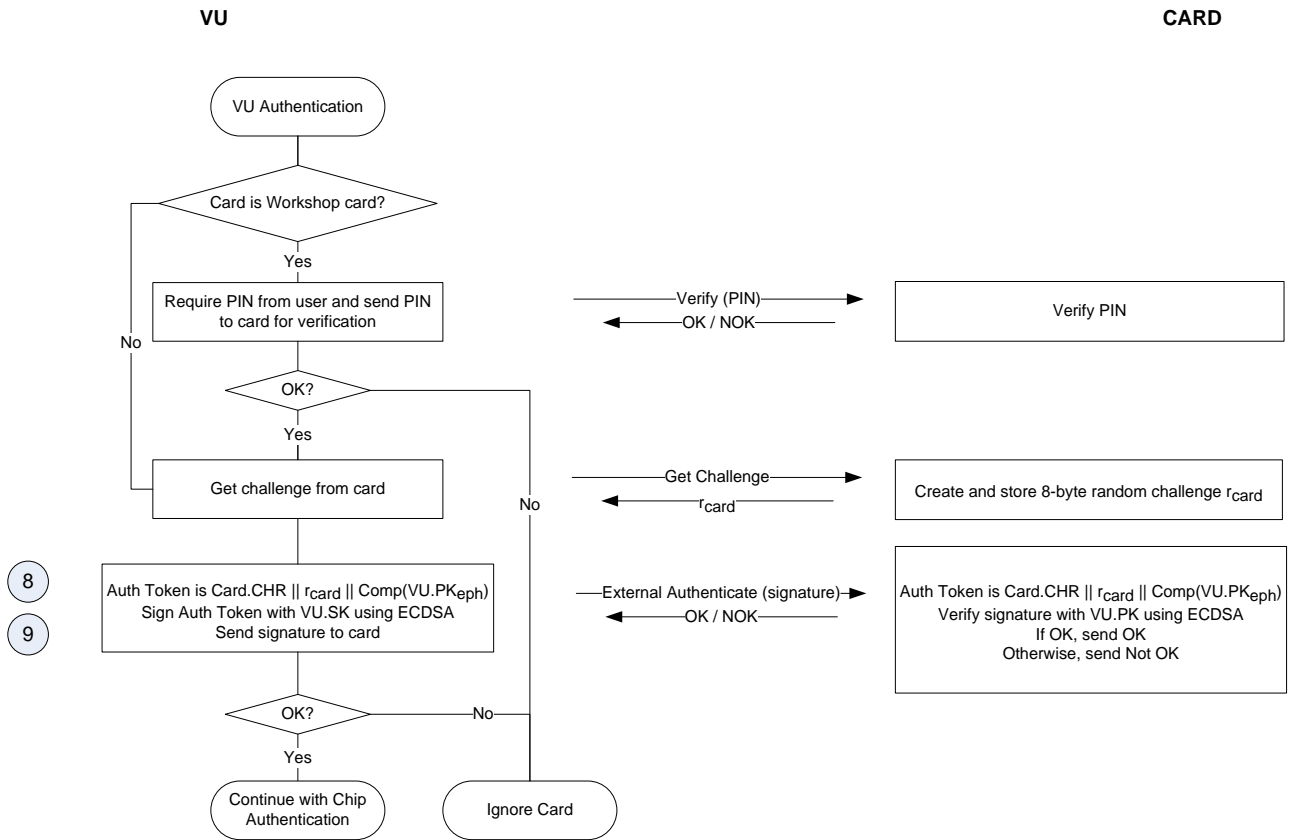 VU
CARD
VU Authentication
Card is Workshop card?
Yes
Require PIN from user and send PIN
to card for verification
Verify (PIN)
OK / NOK
Verify PIN
No
OK?
Yes
Get challenge from card
Get Challenge
rcard
Create and store 8-byte random challenge rcard
No
8
9
Auth Token is Card.CHR || rcard || Comp(VU.PKeph)
Sign Auth Token with VU.SK using ECDSA
Send signature to card
External Authenticate (signature)
OK / NOK
Auth Token is Card.CHR || rcard || Comp(VU.PKeph)
Verify signature with VU.PK using ECDSA
If OK, send OK
Otherwise, send Not OK
OK?
No
Yes
Continue with Chip
Authentication
Ignore Card